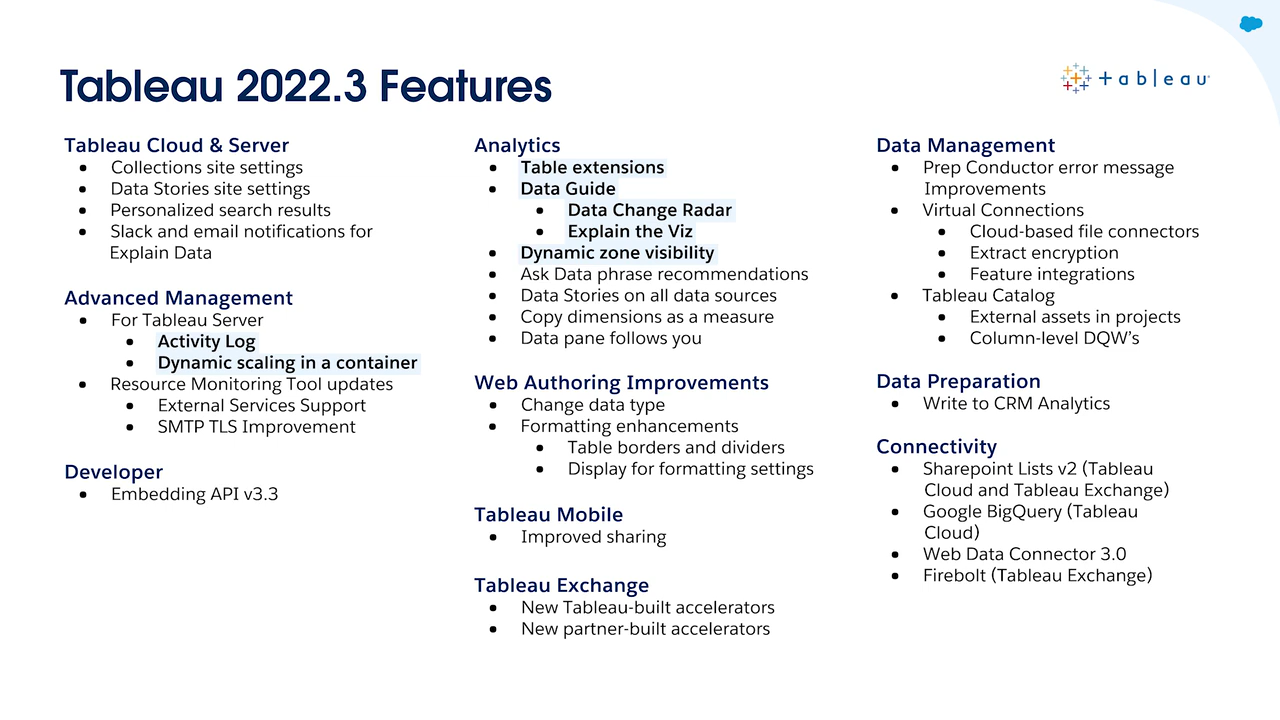 Tableau 2022.3 Features
+ a b | e a u
Tableau Cloud & Server
• Collections site settings
• Data Stories site settings
• Personalized search results
• Slack and email notifications for
Explain Data
Advanced Management
• For Tableau Server
• Activity Log
• Dynamic scaling in a container
• Resource Monitoring Tool updates
• External Services Support
• SMTP TLS Improvement
Developer
• Embedding API v3.3
Analytics
• Table extensions
• Data Guide
• Data Change Radar
• Explain the Viz
• Dynamic zone visibility
• Ask Data phrase recommendations
• Data Stories on all data sources
• Copy dimensions as a measure
• Data pane follows you
Web Authoring Improvements
• Change data type
• Formatting enhancements
• Table borders and dividers
• Display for formatting settings
Tableau Mobile
• Improved sharing
Tableau Exchange
• New Tableau-built accelerators
• New partner-built accelerators
Data Management
• Prep Conductor error message
Improvements
• Virtual Connections
• Cloud-based file connectors
• Extract encryption
• Feature integrations
• Tableau Catalog
• External assets in projects
• Column-level DQW's
Data Preparation
• Write to CRM Analytics
Connectivity
• Sharepoint Lists v2 (Tableau
Cloud and Tableau Exchange)
• Google BigQuery (Tableau
Cloud)
• Web Data Connector 3.0
• Firebolt (Tableau Exchange)